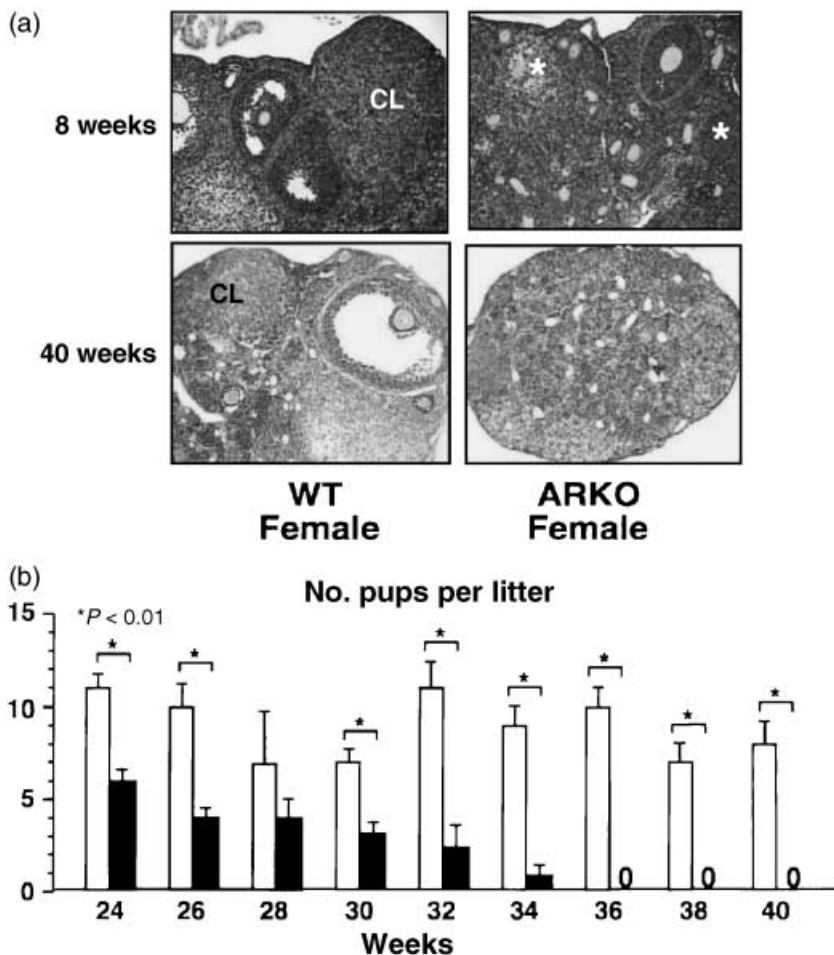 (a)
CL
*
*
8 weeks
CL
40 weeks
WT
Female
ARKO
Female
(b)
No. pups per litter
*P < 0.01
15
10
5
0
* * * * * * * *
0 0 0
24 26 28 30 32 34 36 38 40
Weeks